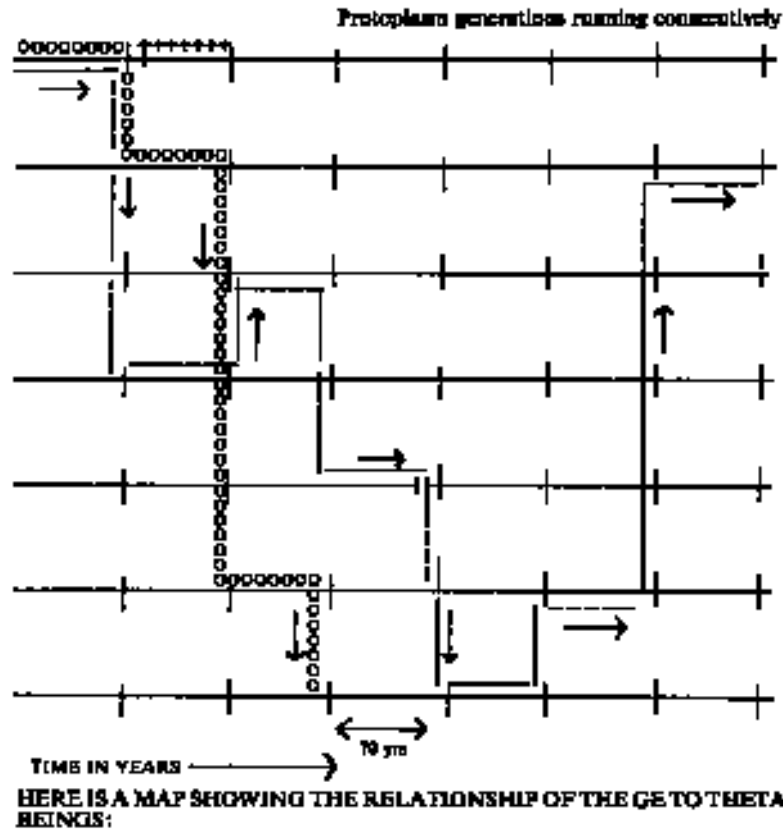 Protoplasm generations running consecutively
70 yrs
TIME IN YEARS
HERE IS A MAP SHOWING THE RELATIONSHIP OF THE GE TO THETA
BEINGS: